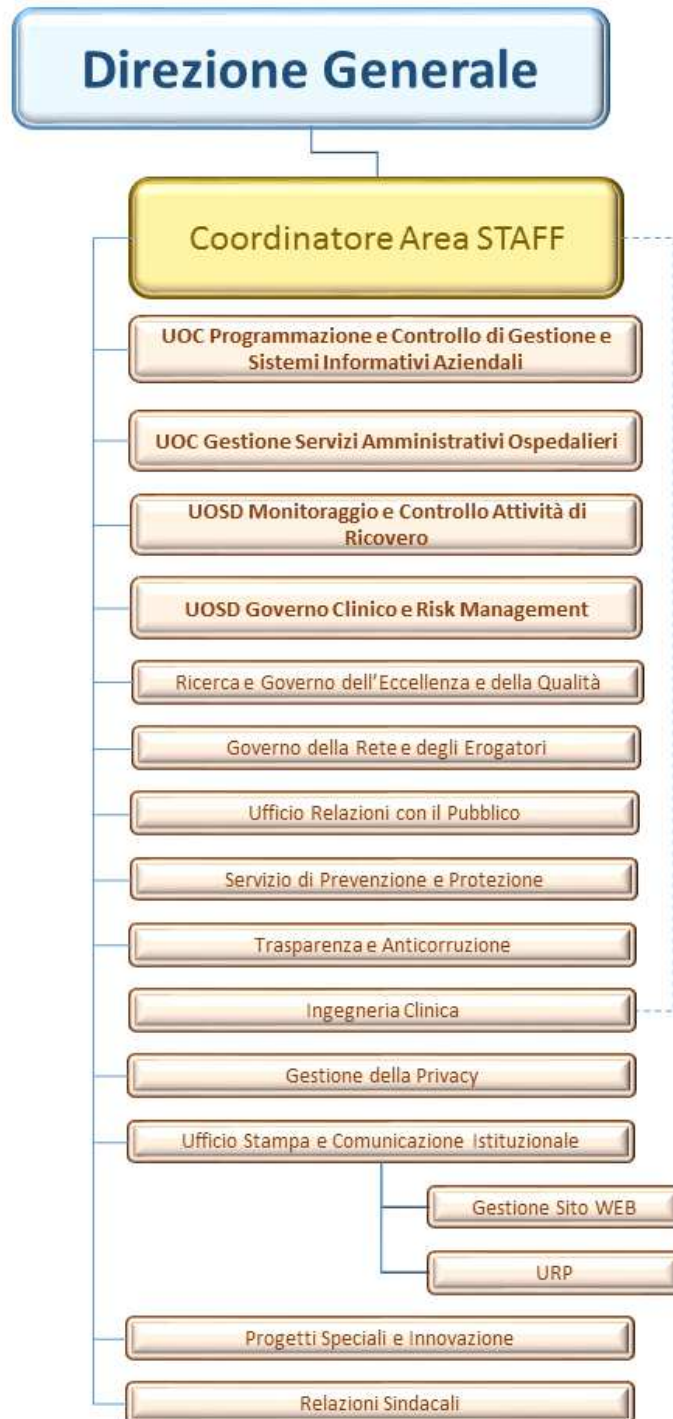 Direzione Generale
Coordinatore Area STAFF
UOC Programmazione e Controllo di Gestione e
Sistemi Informativi Aziendali
UOC Gestione Servizi Amministrativi Ospedalieri
UOSD Monitoraggio e Controllo Attività di
Ricovero
UOSD Governo Clinico e Risk Management
Ricerca e Governo dell'Eccellenza e della Qualità
Governo della Rete e degli Erogatori
Ufficio Relazioni con il Pubblico
Servizio di Prevenzione e Protezione
Trasparenza e Anticorruzione
Ingegneria Clinica
Gestione della Privacy
Ufficio Stampa e Comunicazione Istituzionale
Gestione Sito WEB
URP
Progetti Speciali e Innovazione
Relazioni Sindacali